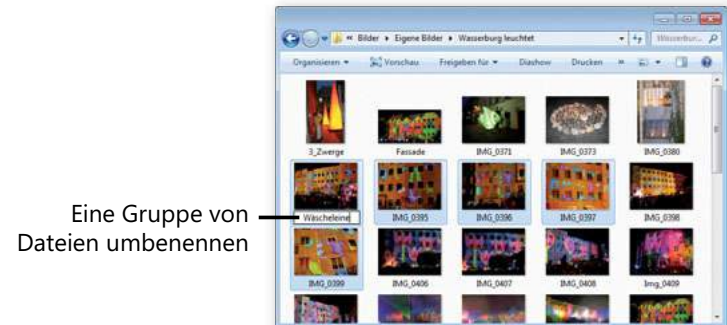 « Bilder ▸ Eigene Bilder ▸ Wasserburg leuchtet
Wasserbur...
Organisieren Vorschau Freigeben für Diashow Drucken »
3_Zwerge Fassade IMG_0371 IMG_0373 IMG_0380
Wäscheleine IMG_0395 IMG_0396 IMG_0397 IMG_0398
IMG_0399 IMG_0406 IMG_0407 IMG_0408 Img_0409
Eine Gruppe von
Dateien umbenennen